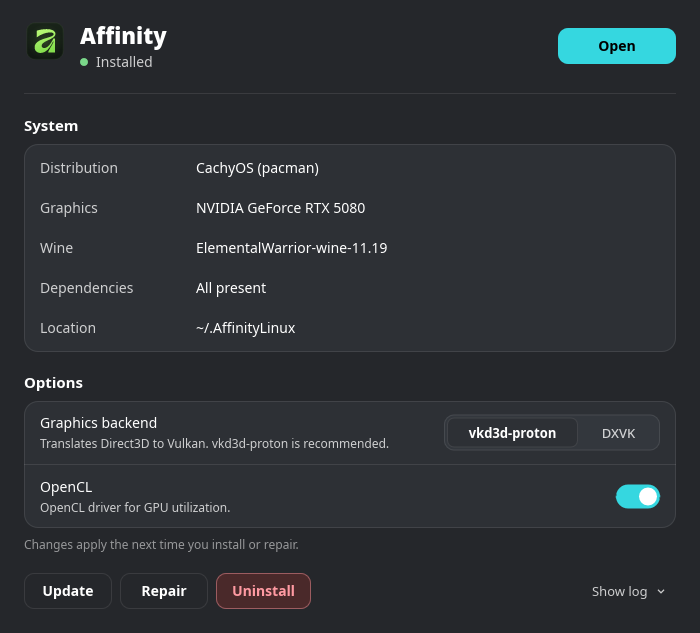 Affinity
Installed
Open
System
Distribution CachyOS (pacman)
Graphics NVIDIA GeForce RTX 5080
Wine ElementalWarrior-wine-11.19
Dependencies All present
Location ~/.AffinityLinux
Options
Graphics backend
Translates Direct3D to Vulkan. vkd3d-proton is recommended.
vkd3d-proton DXVK
OpenCL
OpenCL driver for GPU utilization.
Changes apply the next time you install or repair.
Update Repair Uninstall Show log